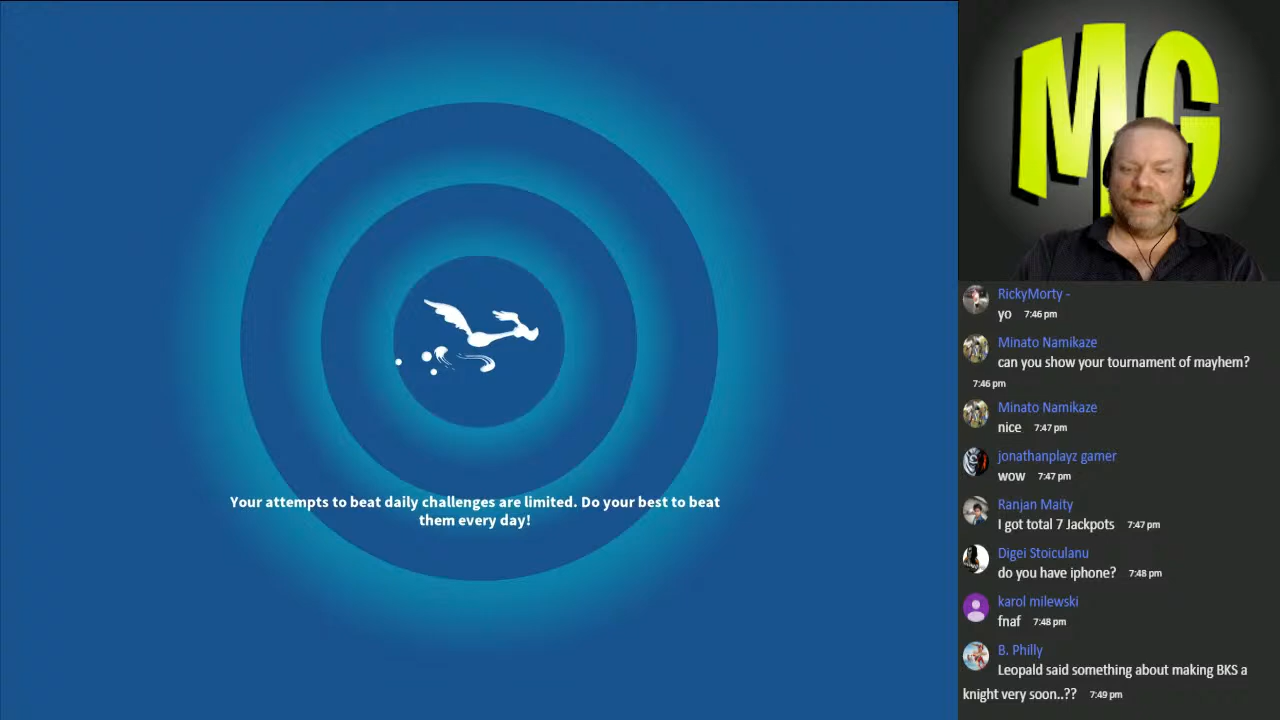 Your attempts to beat daily challenges are limited. Do your best to beat
them every day!
MG
RickyMorty -
yo 7:46 pm
Minato Namikaze
can you show your tournament of mayhem?
7:46 pm
Minato Namikaze
nice 7:47 pm
jonathanplayz gamer
wow 7:47 pm
Ranjan Maity
I got total 7 Jackpots 7:47 pm
Digei Stoiculanu
do you have iphone? 7:48 pm
karol milewski
fnaf 7:48 pm
B. Philly
Leopald said something about making BKS a
knight very soon..?? 7:49 pm